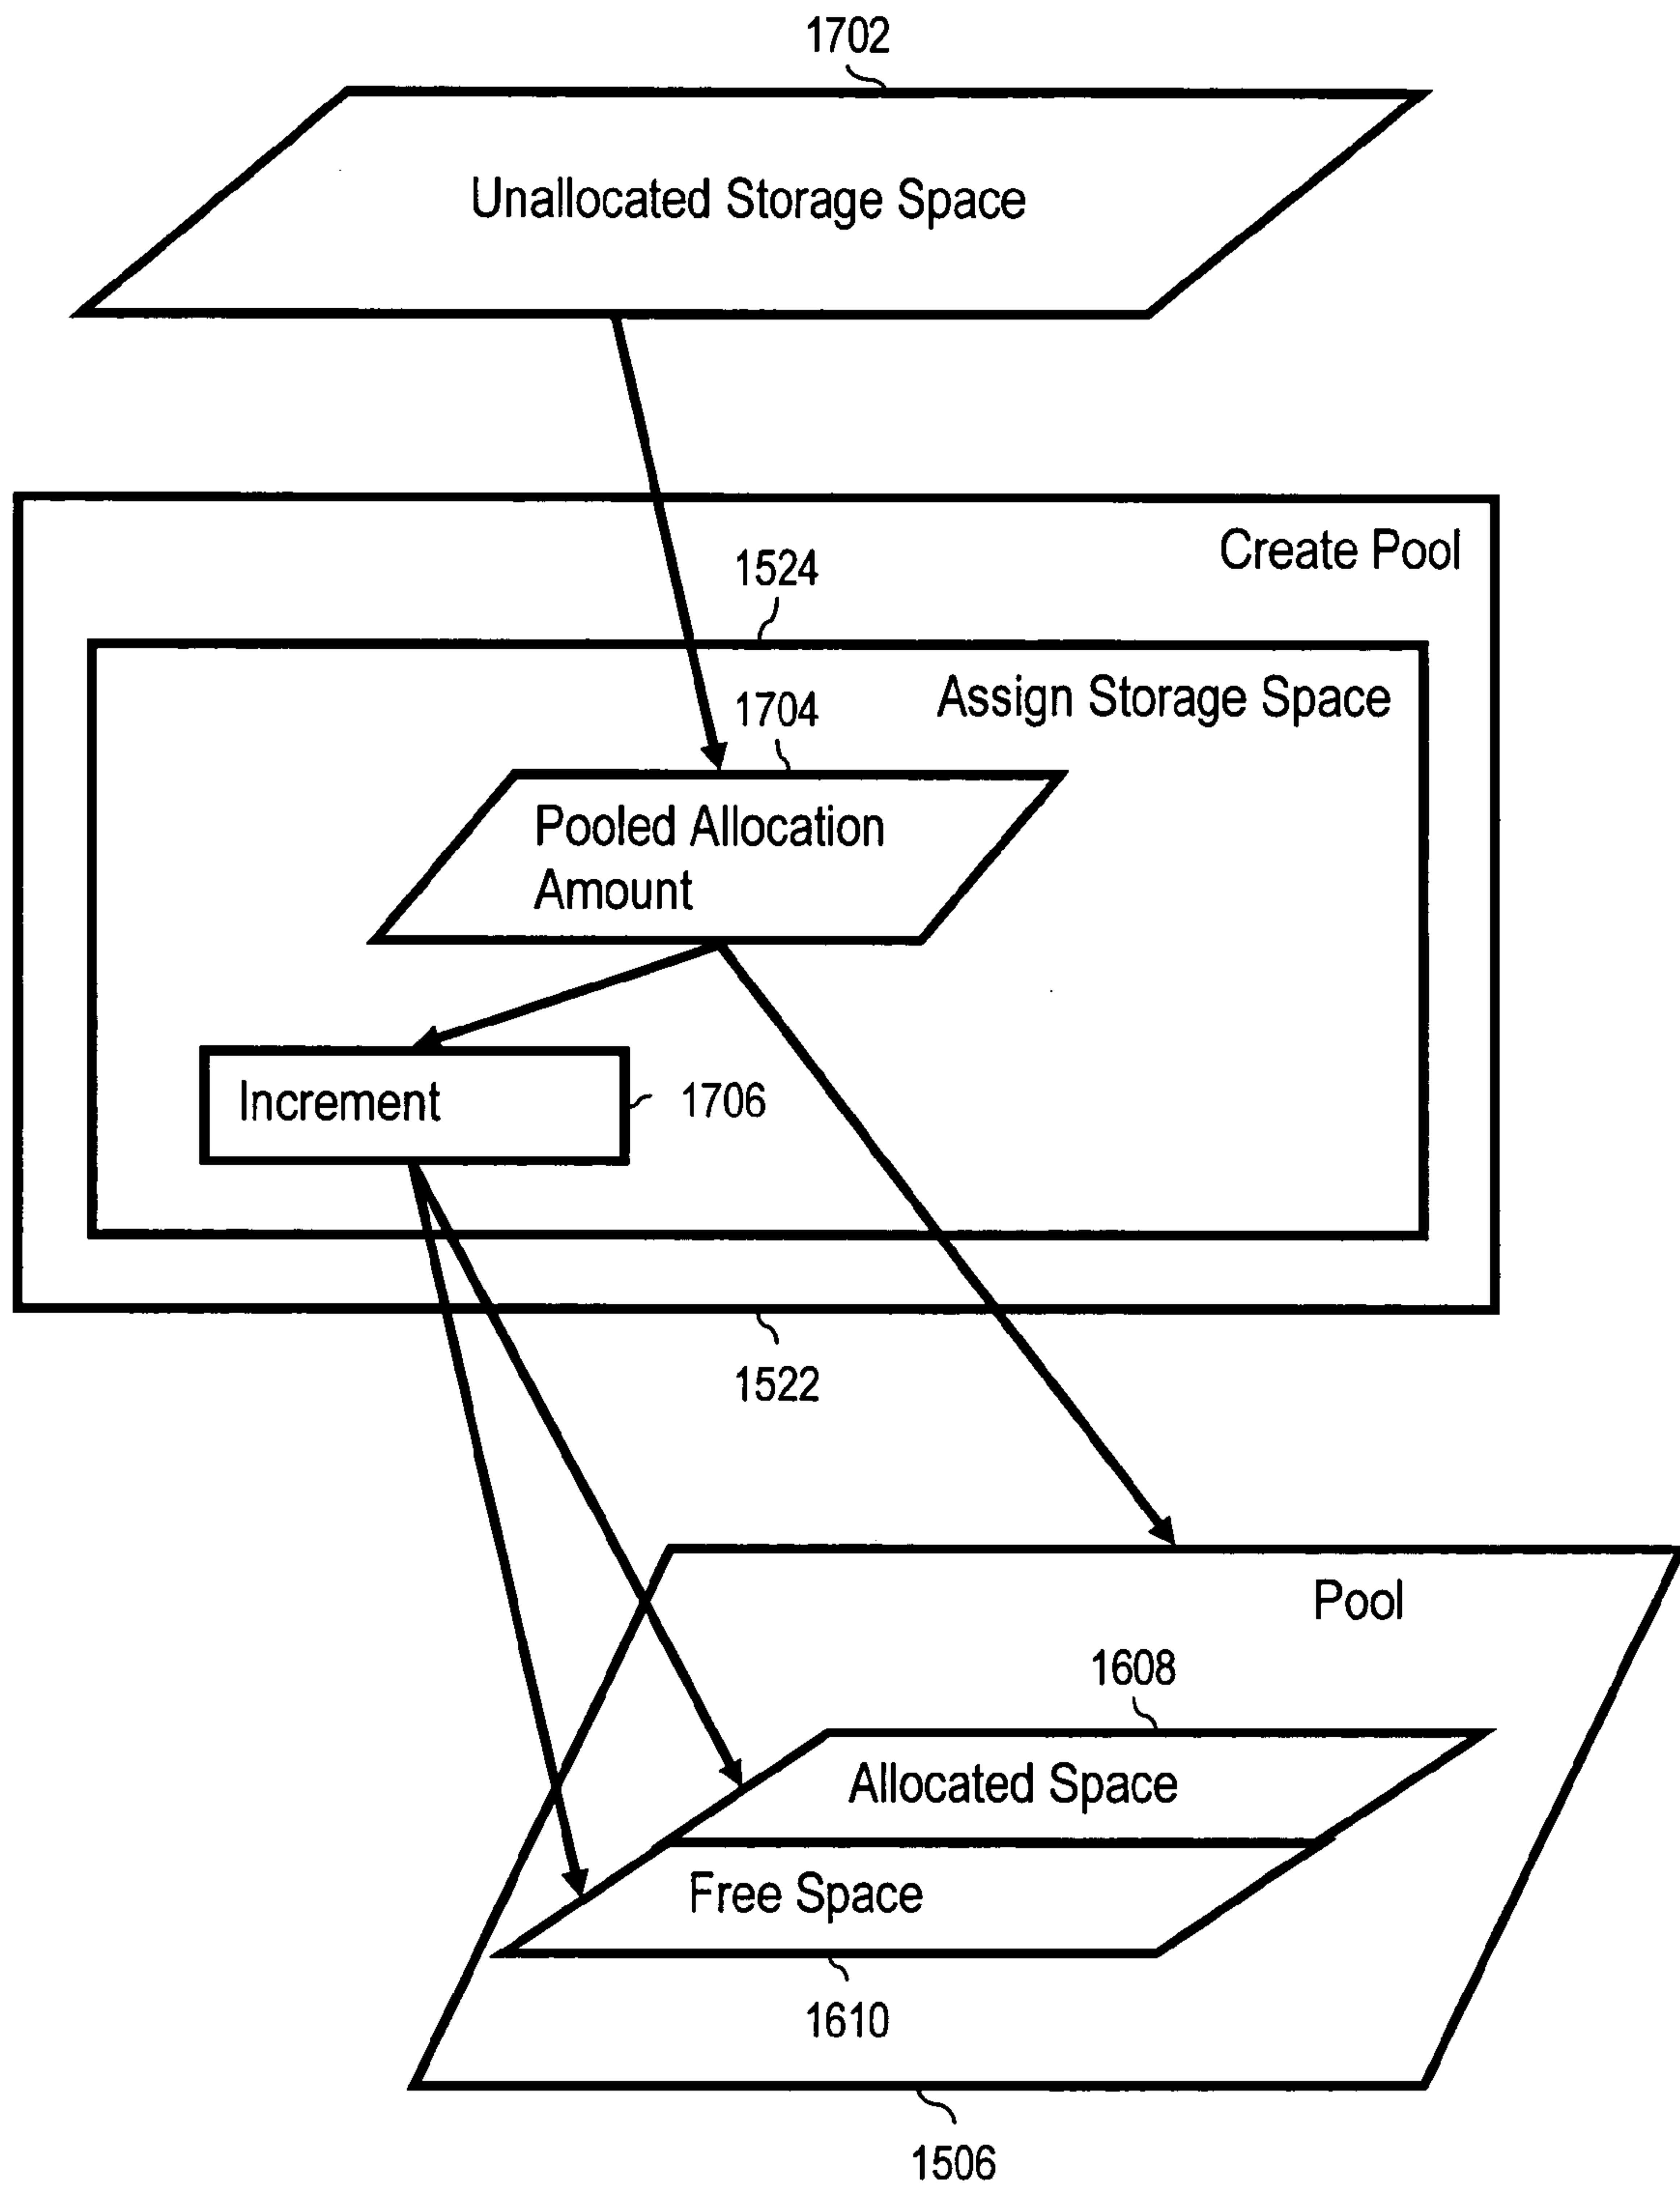 1702
Unallocated Storage Space
Create Pool
1524
Assign Storage Space
1704
Pooled Allocation
Amount
Increment
1706
1522
Pool
1608
Allocated Space
Free Space
1610
1506